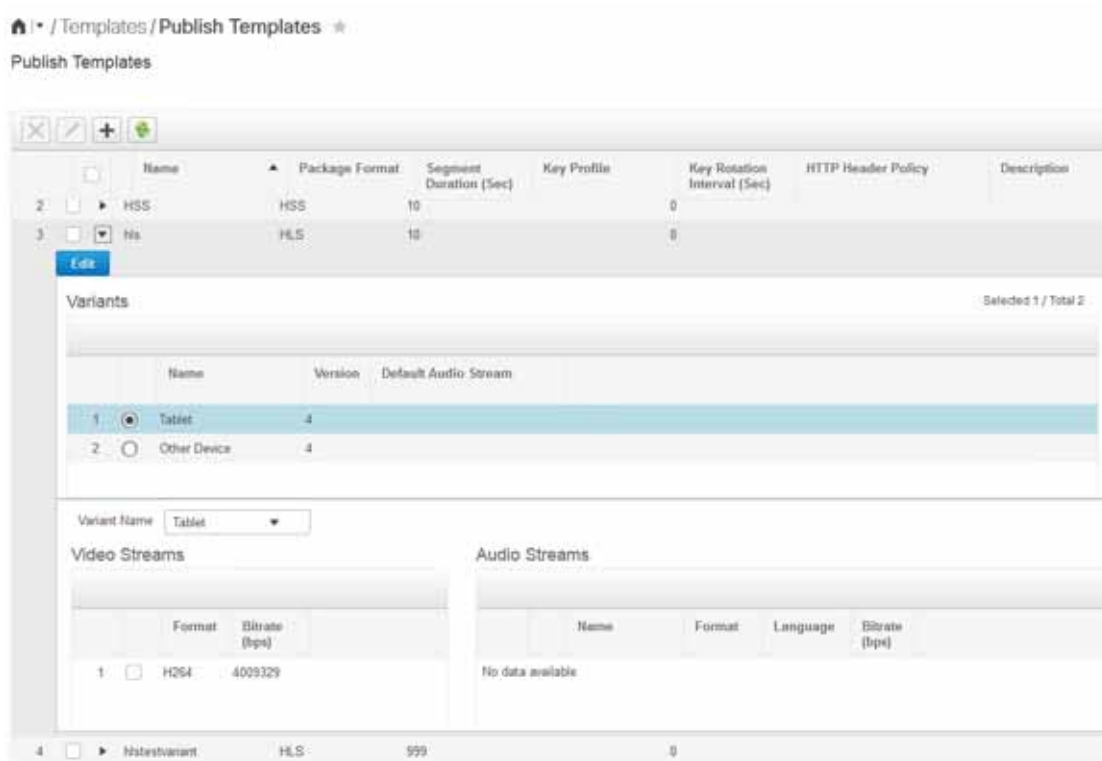 / Templates / Publish Templates
Publish Templates
Name Package Format Segment Duration (Sec) Key Profile Key Rotation Interval (Sec) HTTP Header Policy Description
2 HSS HSS 10 0
3 hls HLS 10 0
Edit
Variants Selected 1 / Total 2
Name Version Default Audio Stream
1 Tablet 4
2 Other Device 4
Variant Name Tablet
Video Streams Audio Streams
Format Bitrate (bps) Name Format Language Bitrate (bps)
1 H264 4009329 No data available
4 hlstestvariant HLS 999 0